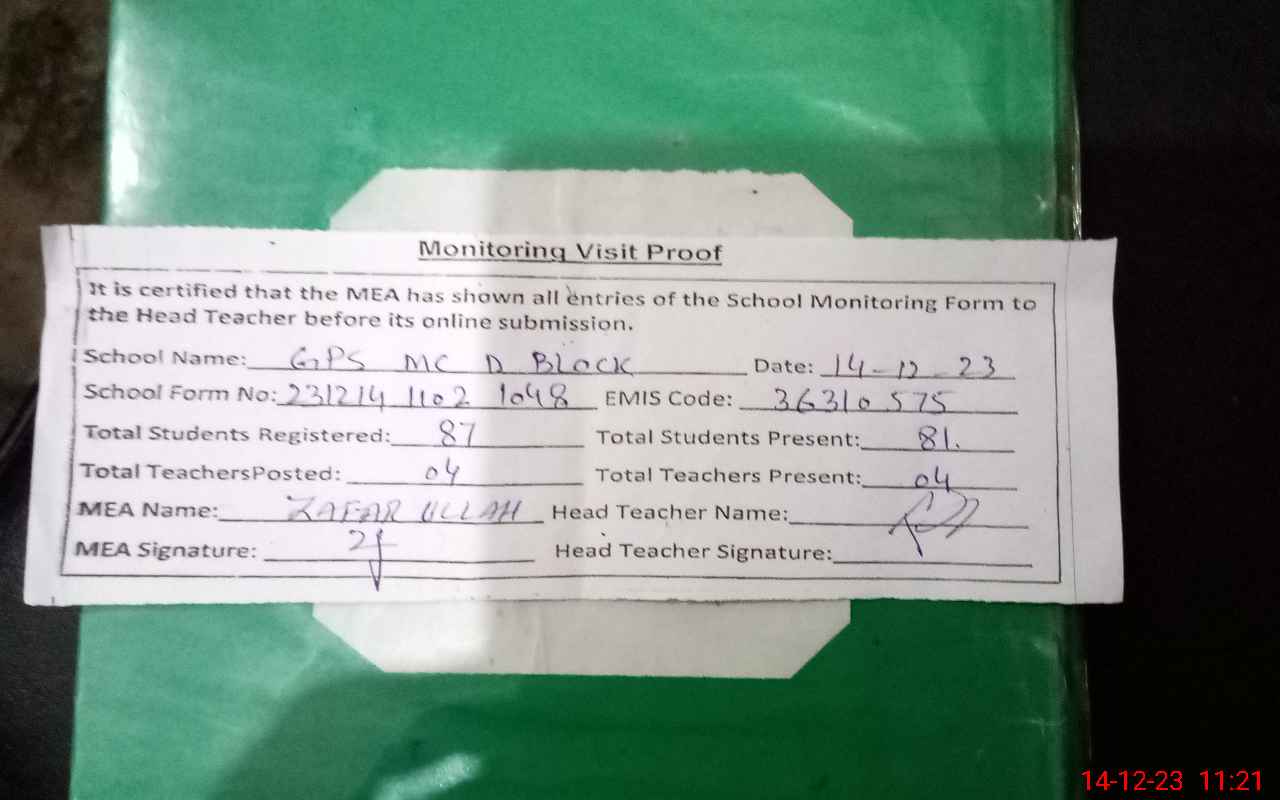 Monitoring Visit Proof
It is certified that the MEA has shown all entries of the School Monitoring Form to
the Head Teacher before its online submission.
School Name: GPS MC D BLOCK Date: 14-12-23
School Form No: 231214 1102 1048 EMIS Code: 36310575
Total Students Registered: 87 Total Students Present: 81.
Total TeachersPosted: 04 Total Teachers Present: 04
MEA Name: ZAFAR ULLAH Head Teacher Name:
MEA Signature: Head Teacher Signature:
14-12-23 11:21